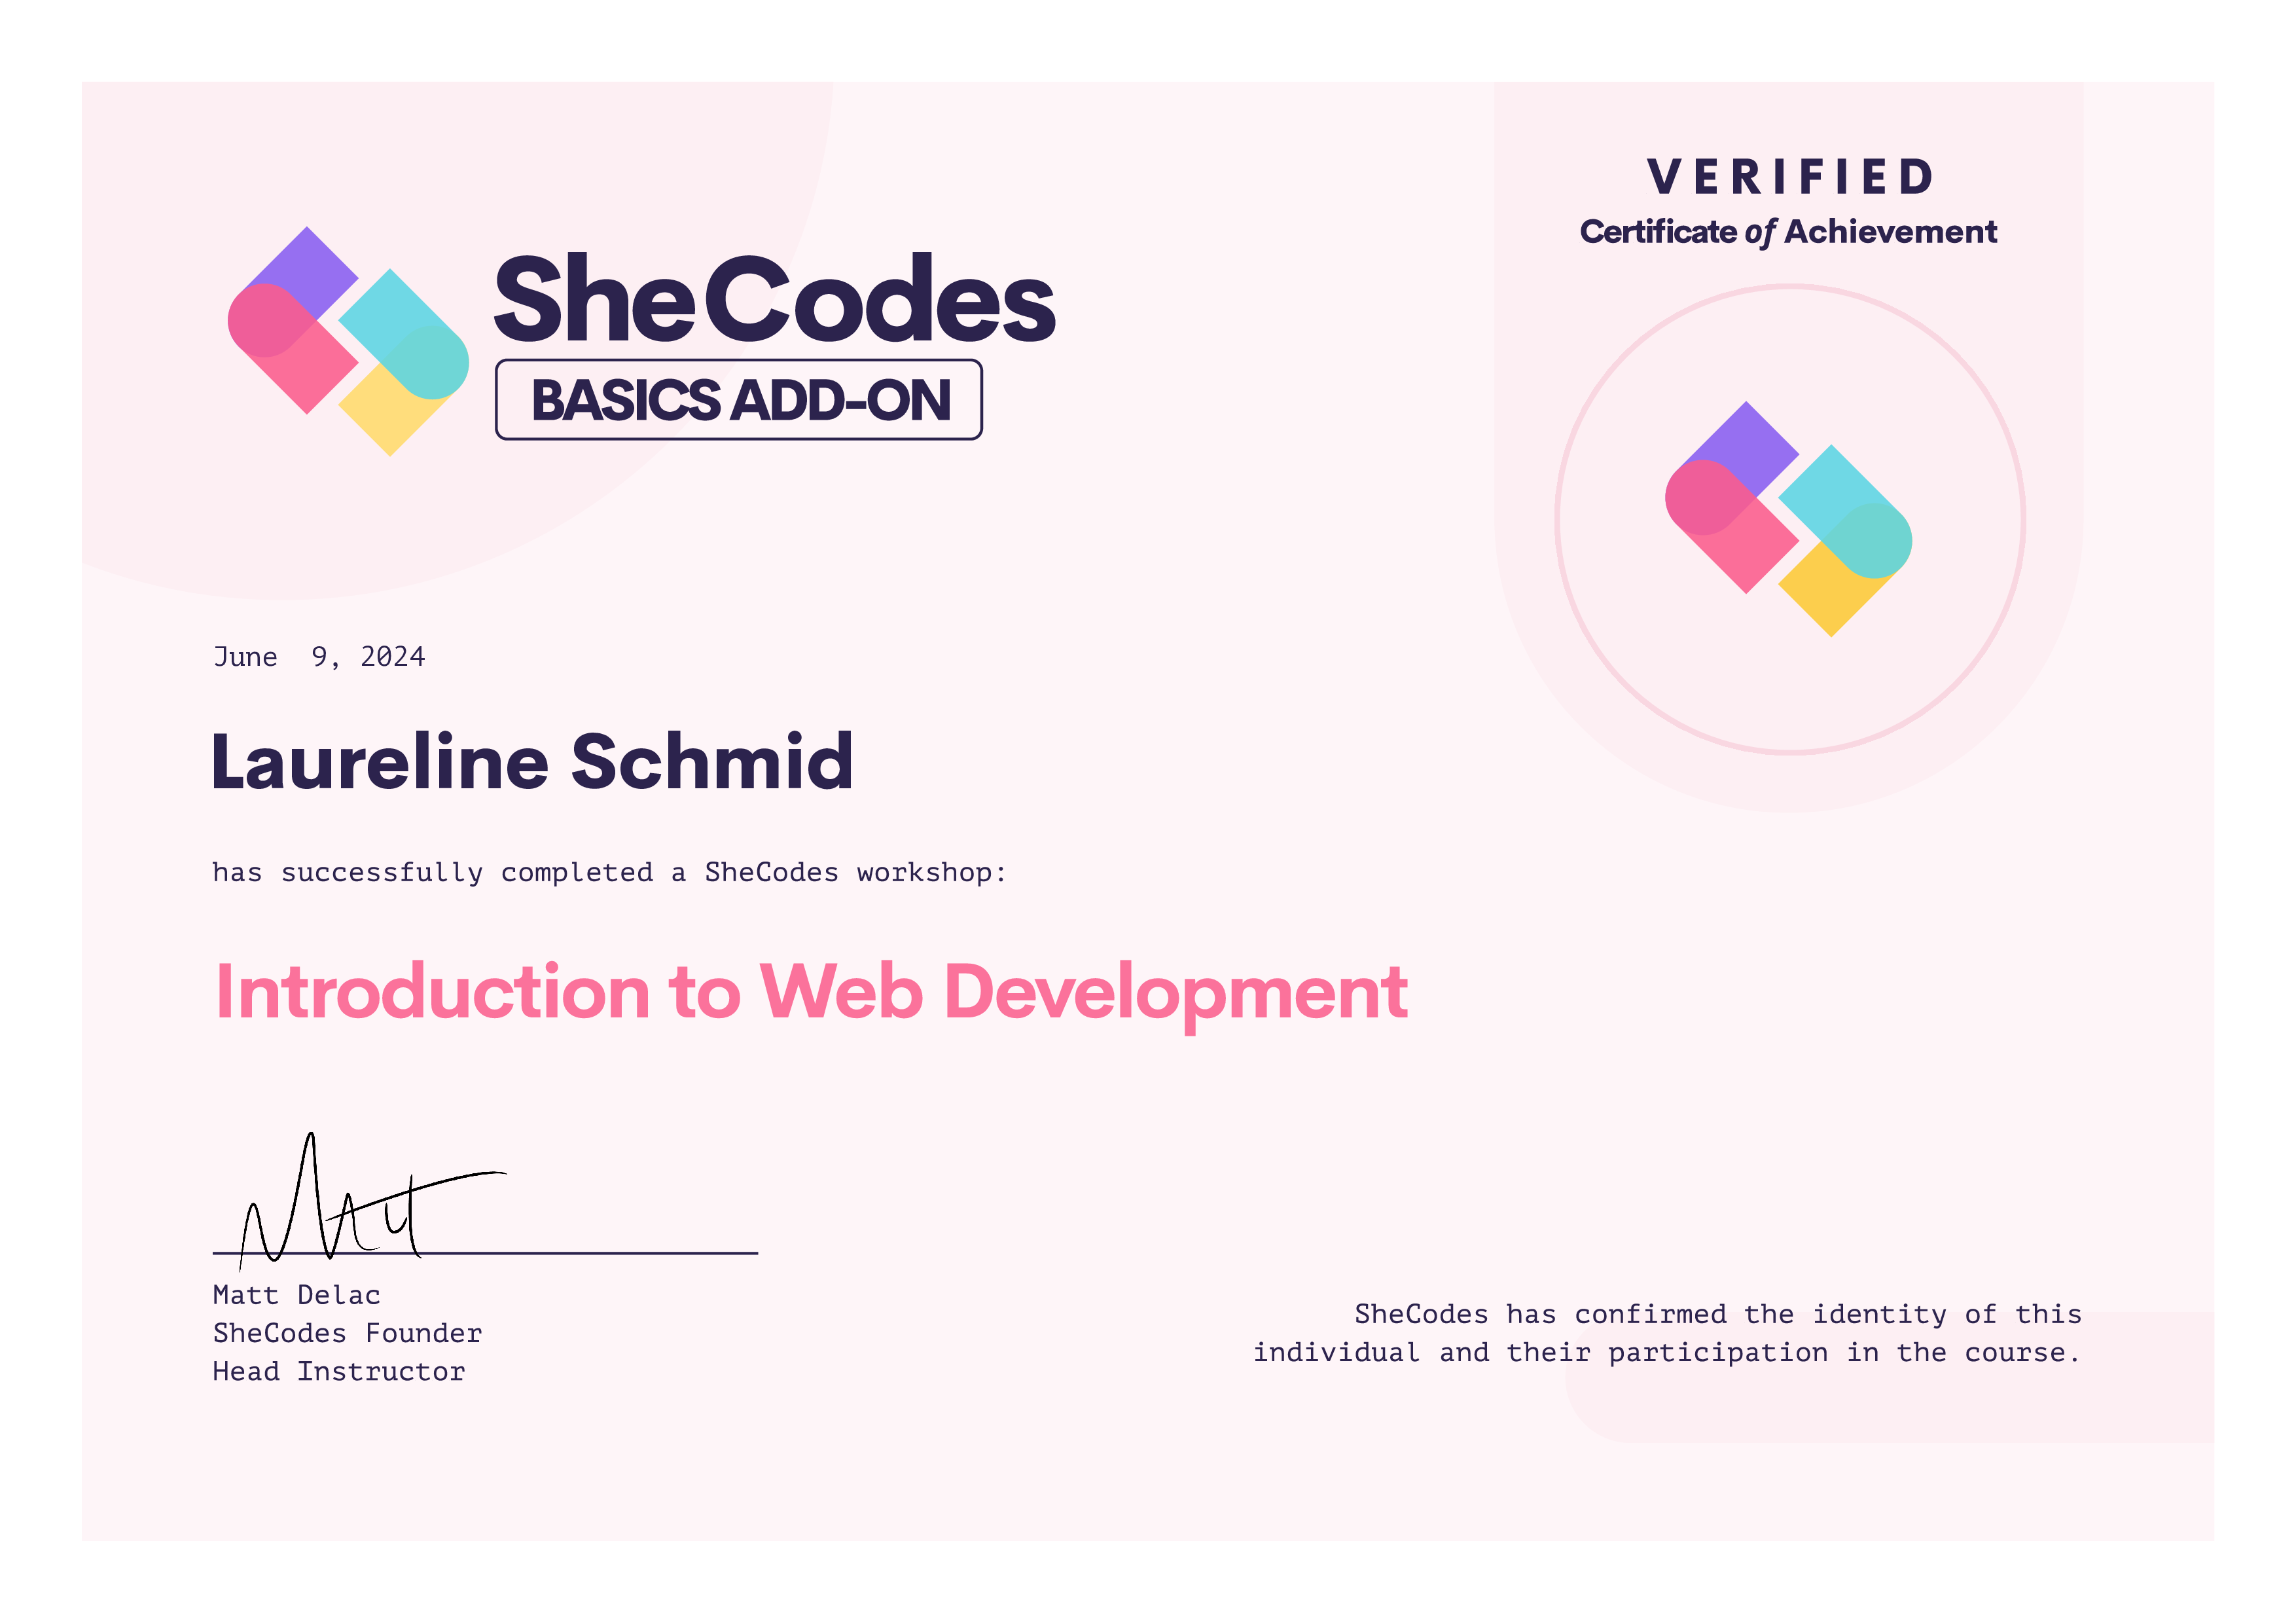 VERIFIED
Certificate of Achievement
SheCodes
BASICS ADD-ON
June  9, 2024
Laureline Schmid
has successfully completed a SheCodes workshop:
Introduction to Web Development
Matt
Matt Delac
SheCodes Founder
Head Instructor
SheCodes has confirmed the identity of this
individual and their participation in the course.